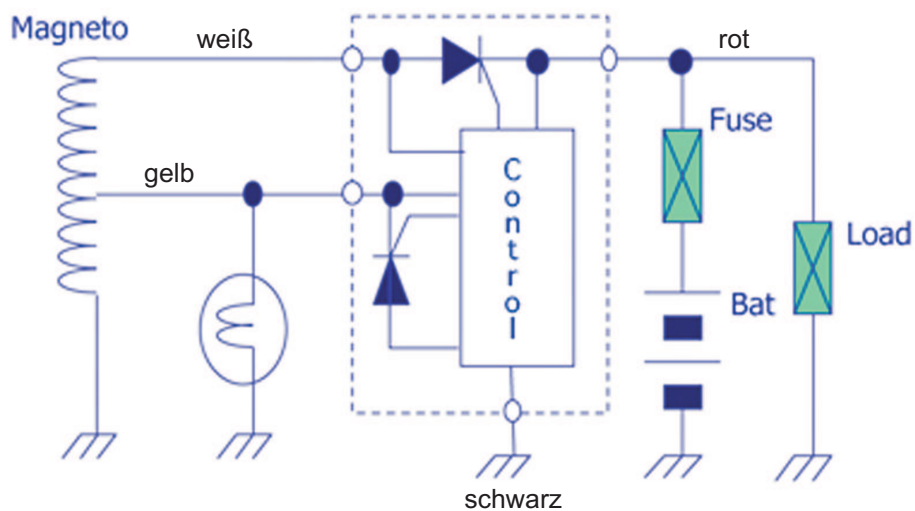 Magneto
weiß
rot
Fuse
gelb
Control
Load
Bat
schwarz